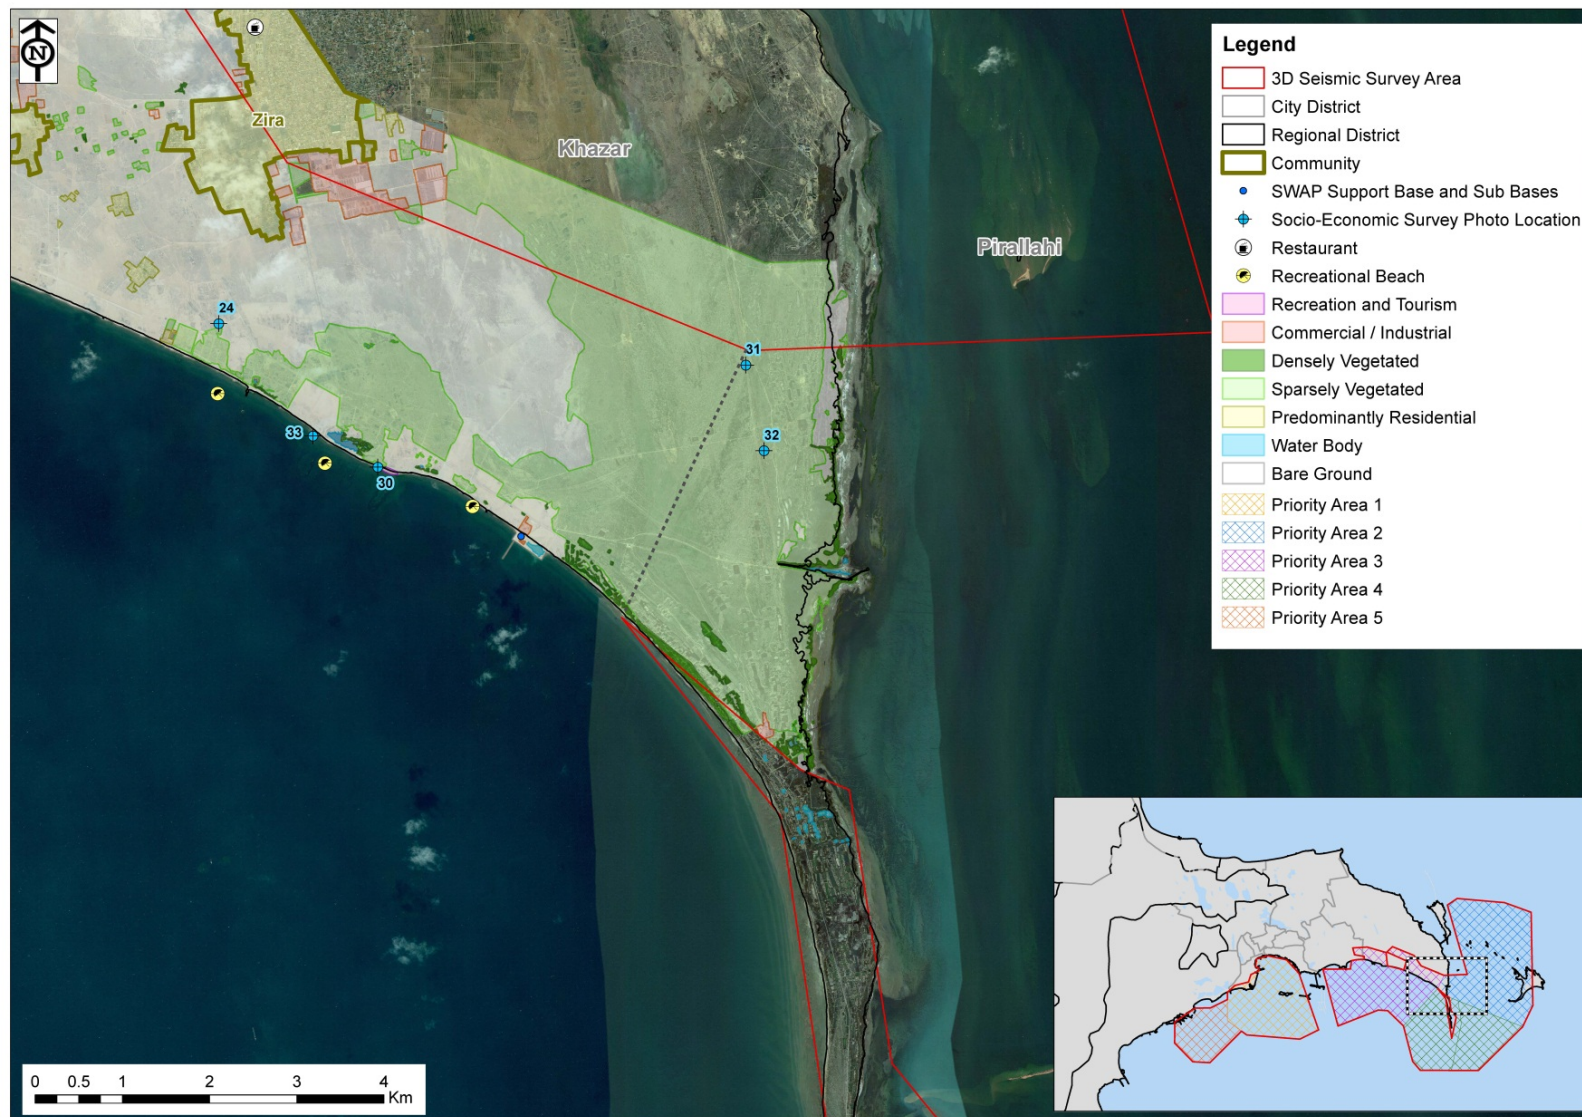 N
Zira
Khazar
Pirallahi
24
31
33
32
30
Legend
3D Seismic Survey Area
City District
Regional District
Community
SWAP Support Base and Sub Bases
Socio-Economic Survey Photo Location
Restaurant
Recreational Beach
Recreation and Tourism
Commercial / Industrial
Densely Vegetated
Sparsely Vegetated
Predominantly Residential
Water Body
Bare Ground
Priority Area 1
Priority Area 2
Priority Area 3
Priority Area 4
Priority Area 5
0 0.5 1 2 3 4
Km